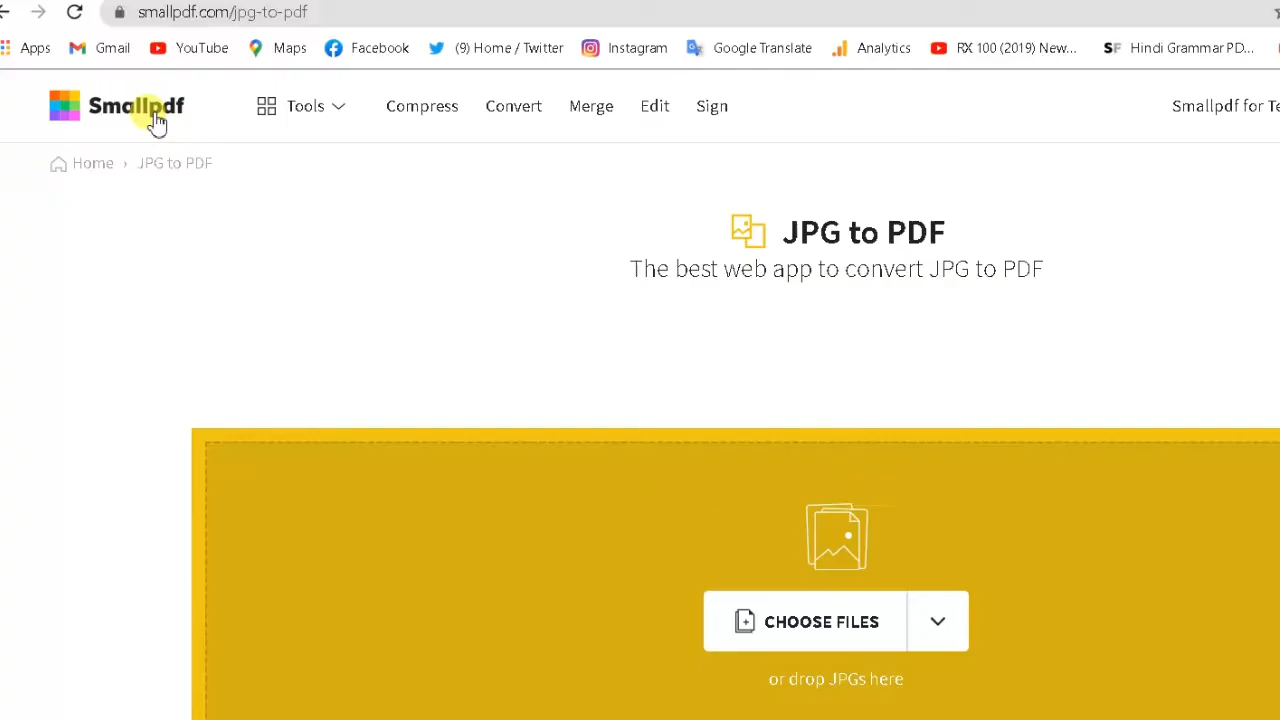 smallpdf.com/jpg-to-pdf
Apps Gmail YouTube Maps Facebook (9) Home / Twitter Instagram Google Translate Analytics RX 100 (2019) New... SF Hindi Grammar PD...
Smallpdf Tools Compress Convert Merge Edit Sign Smallpdf for Te
Home › JPG to PDF
JPG to PDF
The best web app to convert JPG to PDF
CHOOSE FILES
or drop JPGs here